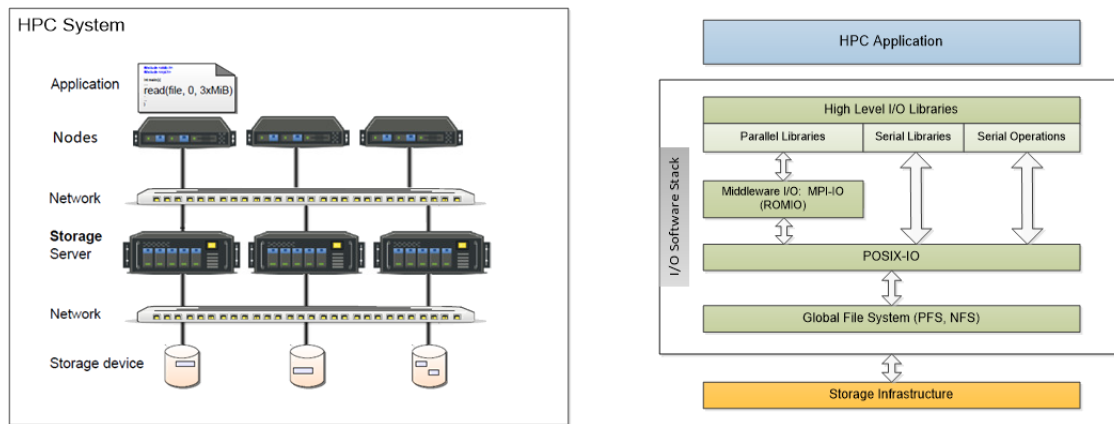 HPC System
Application
read(file, 0, 3xMiB)
Nodes
Network
Storage
Server
Network
Storage device
HPC Application
I/O Software Stack
High Level I/O Libraries
Parallel Libraries
Serial Libraries
Serial Operations
Middleware I/O: MPI-IO
(ROMIO)
POSIX-IO
Global File System (PFS, NFS)
Storage Infrastructure